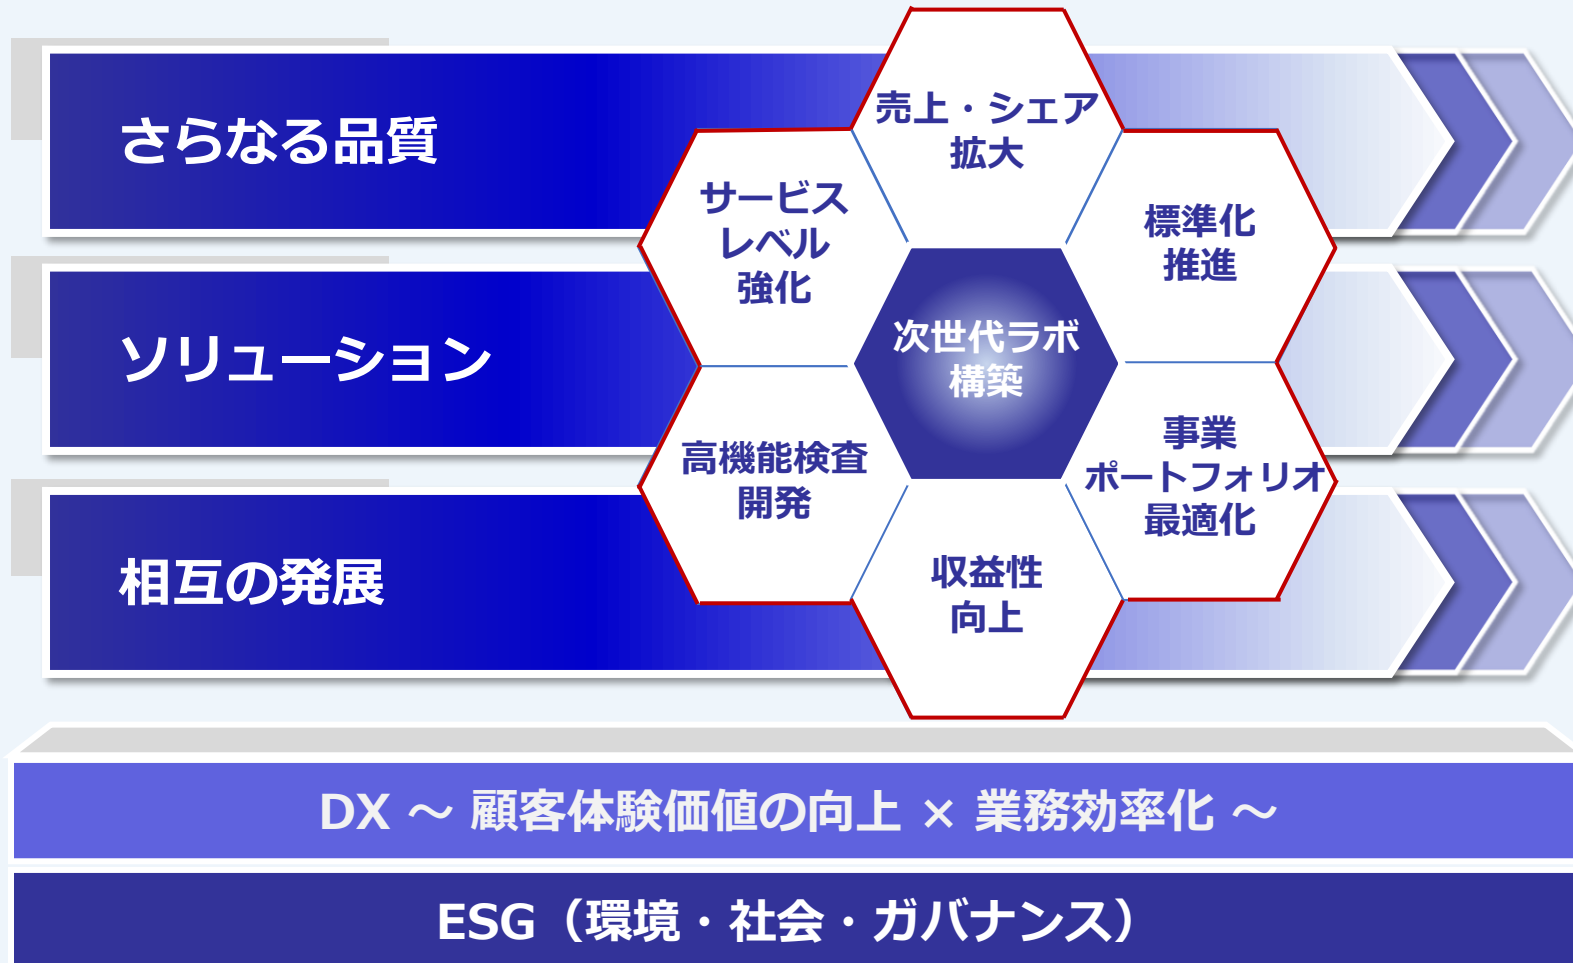 さらなる品質
ソリューション
相互の発展
売上・シェア
拡大
サービス
レベル
強化
標準化
推進
次世代ラボ
構築
高機能検査
開発
事業
ポートフォリオ
最適化
収益性
向上
DX ～ 顧客体験価値の向上 × 業務効率化 ～
ESG（環境・社会・ガバナンス）